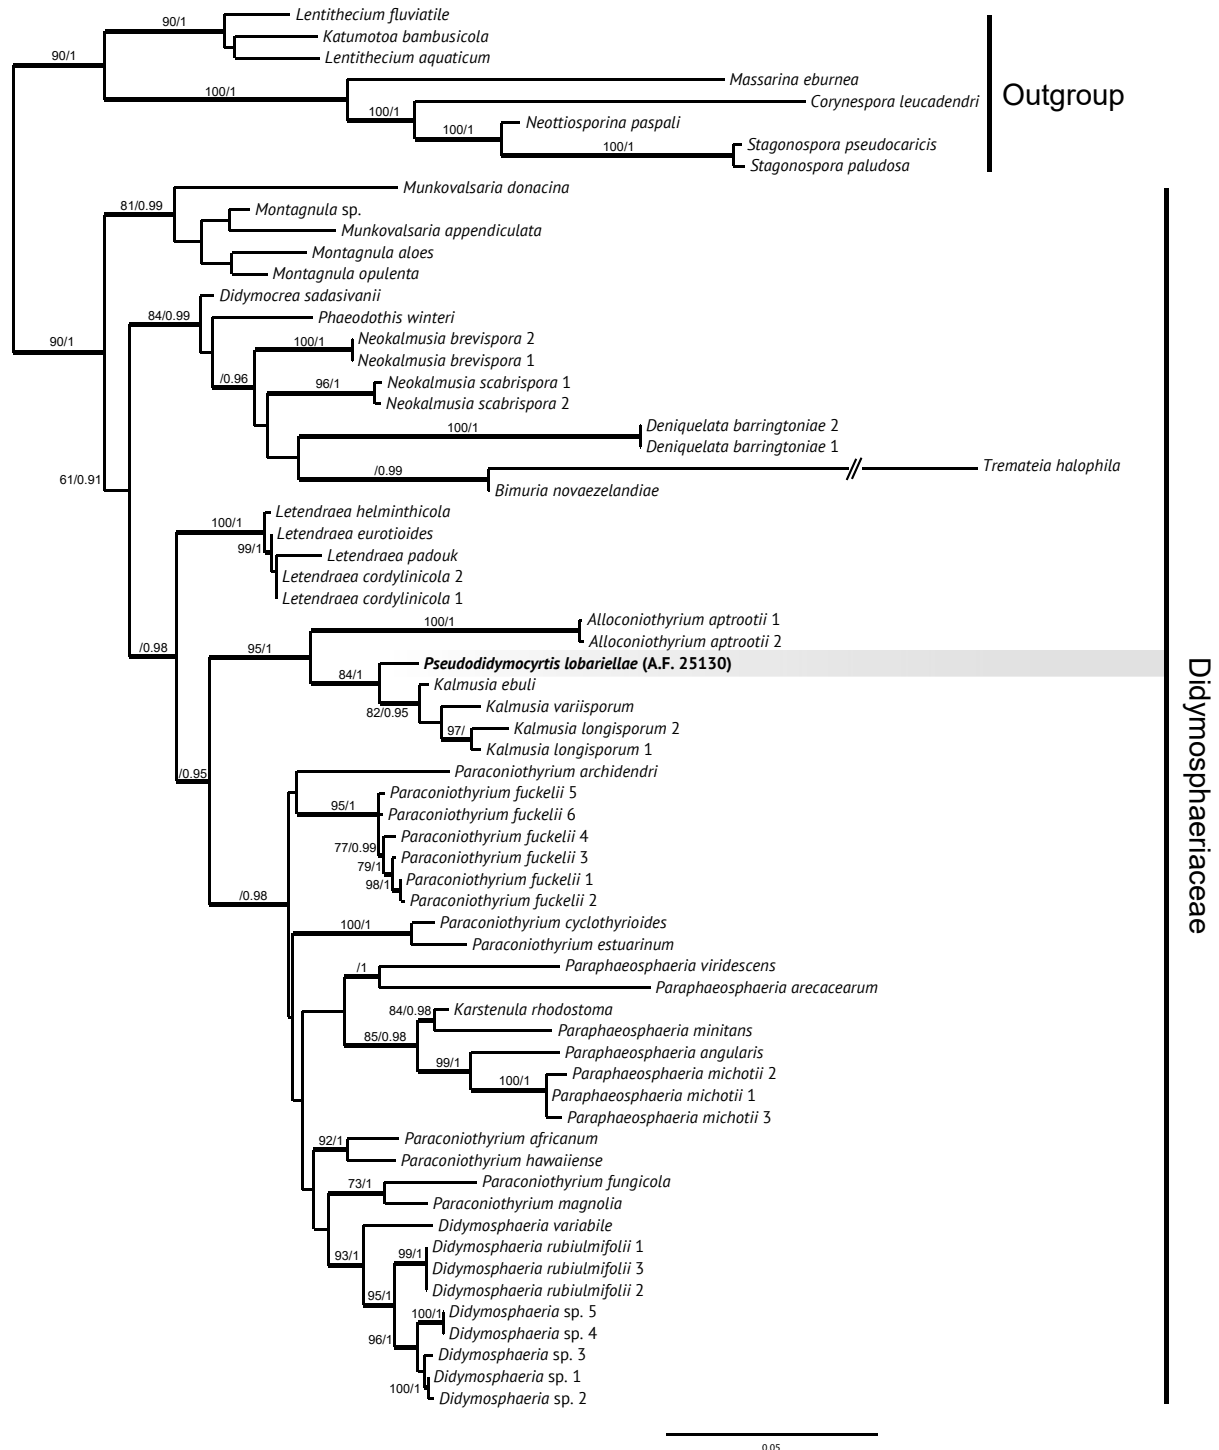 90/1
Lentithecium fluviatile
Katumotoa bambusicola
Lentithecium aquaticum
90/1
100/1
Massarina eburnea
100/1
Corynespora leucadendri
100/1
Neottiosporina paspali
100/1
Stagonospora pseudocaricis
Stagonospora paludosa
Outgroup
Munkovalsaria donacina
81/0.99
Montagnula sp.
Munkovalsaria appendiculata
Montagnula aloes
Montagnula opulenta
Didymocrea sadasivanii
84/0.99
Phaeodothis winteri
90/1
100/1
Neokalmusia brevispora 2
Neokalmusia brevispora 1
/0.96
96/1
Neokalmusia scabrispora 1
Neokalmusia scabrispora 2
100/1
Deniquelata barringtoniae 2
Deniquelata barringtoniae 1
/0.99
Tremateia halophila
61/0.91
Bimuria novaezelandiae
Letendraea helminthicola
100/1
Letendraea eurotioides
99/1
Letendraea padouk
Letendraea cordylinicola 2
Letendraea cordylinicola 1
100/1
Alloconiothyrium aptrootii 1
Alloconiothyrium aptrootii 2
/0.98
95/1
Pseudodidymocyrtis lobariellae (A.F. 25130)
84/1
Kalmusia ebuli
82/0.95
Kalmusia variisporum
97/
Kalmusia longisporum 2
Kalmusia longisporum 1
/0.95
Paraconiothyrium archidendri
Paraconiothyrium fuckelii 5
95/1
Paraconiothyrium fuckelii 6
Paraconiothyrium fuckelii 4
77/0.99
Paraconiothyrium fuckelii 3
79/1
Paraconiothyrium fuckelii 1
98/1
Paraconiothyrium fuckelii 2
/0.98
100/1
Paraconiothyrium cyclothyrioides
Paraconiothyrium estuarinum
/1
Paraphaeosphaeria viridescens
Paraphaeosphaeria arecacearum
84/0.98
Karstenula rhodostoma
Paraphaeosphaeria minitans
85/0.98
Paraphaeosphaeria angularis
99/1
100/1
Paraphaeosphaeria michotii 2
Paraphaeosphaeria michotii 1
Paraphaeosphaeria michotii 3
92/1
Paraconiothyrium africanum
Paraconiothyrium hawaiiense
73/1
Paraconiothyrium fungicola
Paraconiothyrium magnolia
Didymosphaeria variabile
93/1
99/1
Didymosphaeria rubiulmifolii 1
Didymosphaeria rubiulmifolii 3
Didymosphaeria rubiulmifolii 2
95/1
100/1
Didymosphaeria sp. 5
Didymosphaeria sp. 4
96/1
Didymosphaeria sp. 3
Didymosphaeria sp. 1
100/1
Didymosphaeria sp. 2
Didymosphaeriaceae
0.05